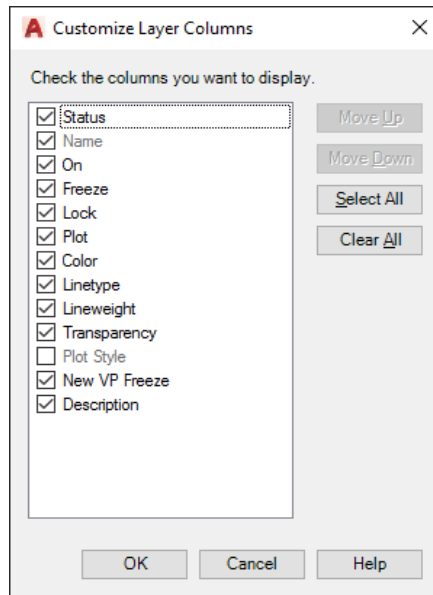 Customize Layer Columns
Check the columns you want to display.
Status
Name
On
Freeze
Lock
Plot
Color
Linetype
Lineweight
Transparency
Plot Style
New VP Freeze
Description
Move Up
Move Down
Select All
Clear All
OK
Cancel
Help